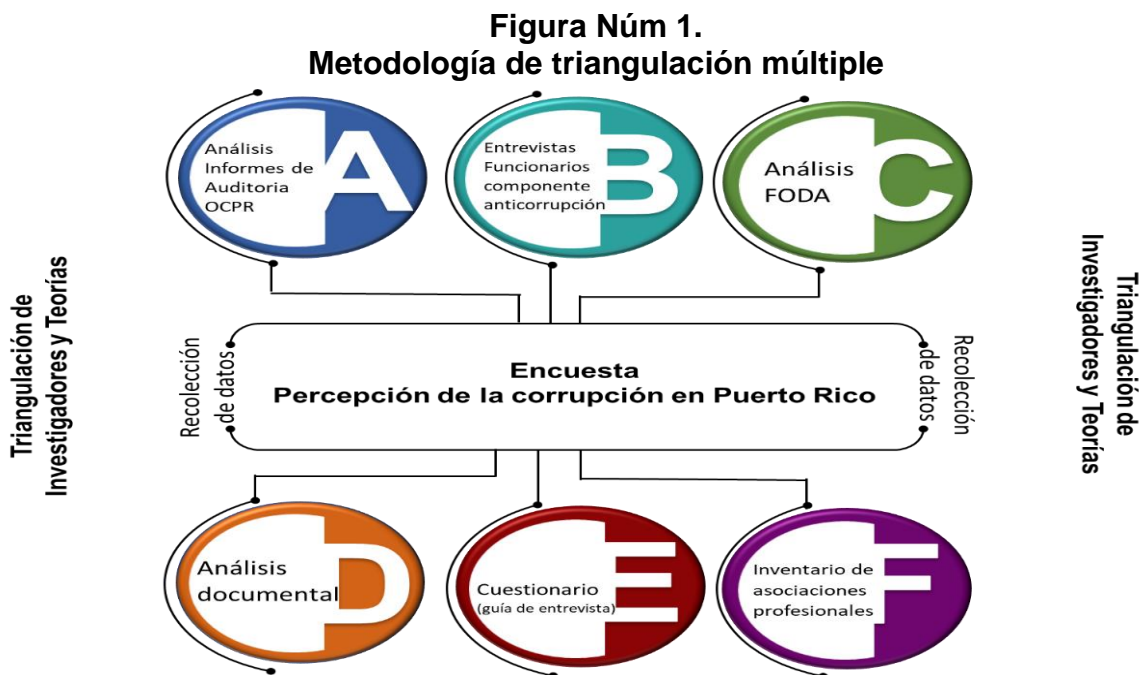 Figura Núm 1.
Metodología de triangulación múltiple
Análisis
Informes de
Auditoria
OCPR
A
Entrevistas
Funcionarios
componente
anticorrupción
B
Análisis
FODA
C
Triangulación de
Investigadores y Teorías
Recolección
de datos
Encuesta
Percepción de la corrupción en Puerto Rico
Recolección
de datos
Triangulación de
Investigadores y Teorías
Análisis
documental
D
Cuestionario
(guía de entrevista)
E
Inventario de
asociaciones
profesionales
F